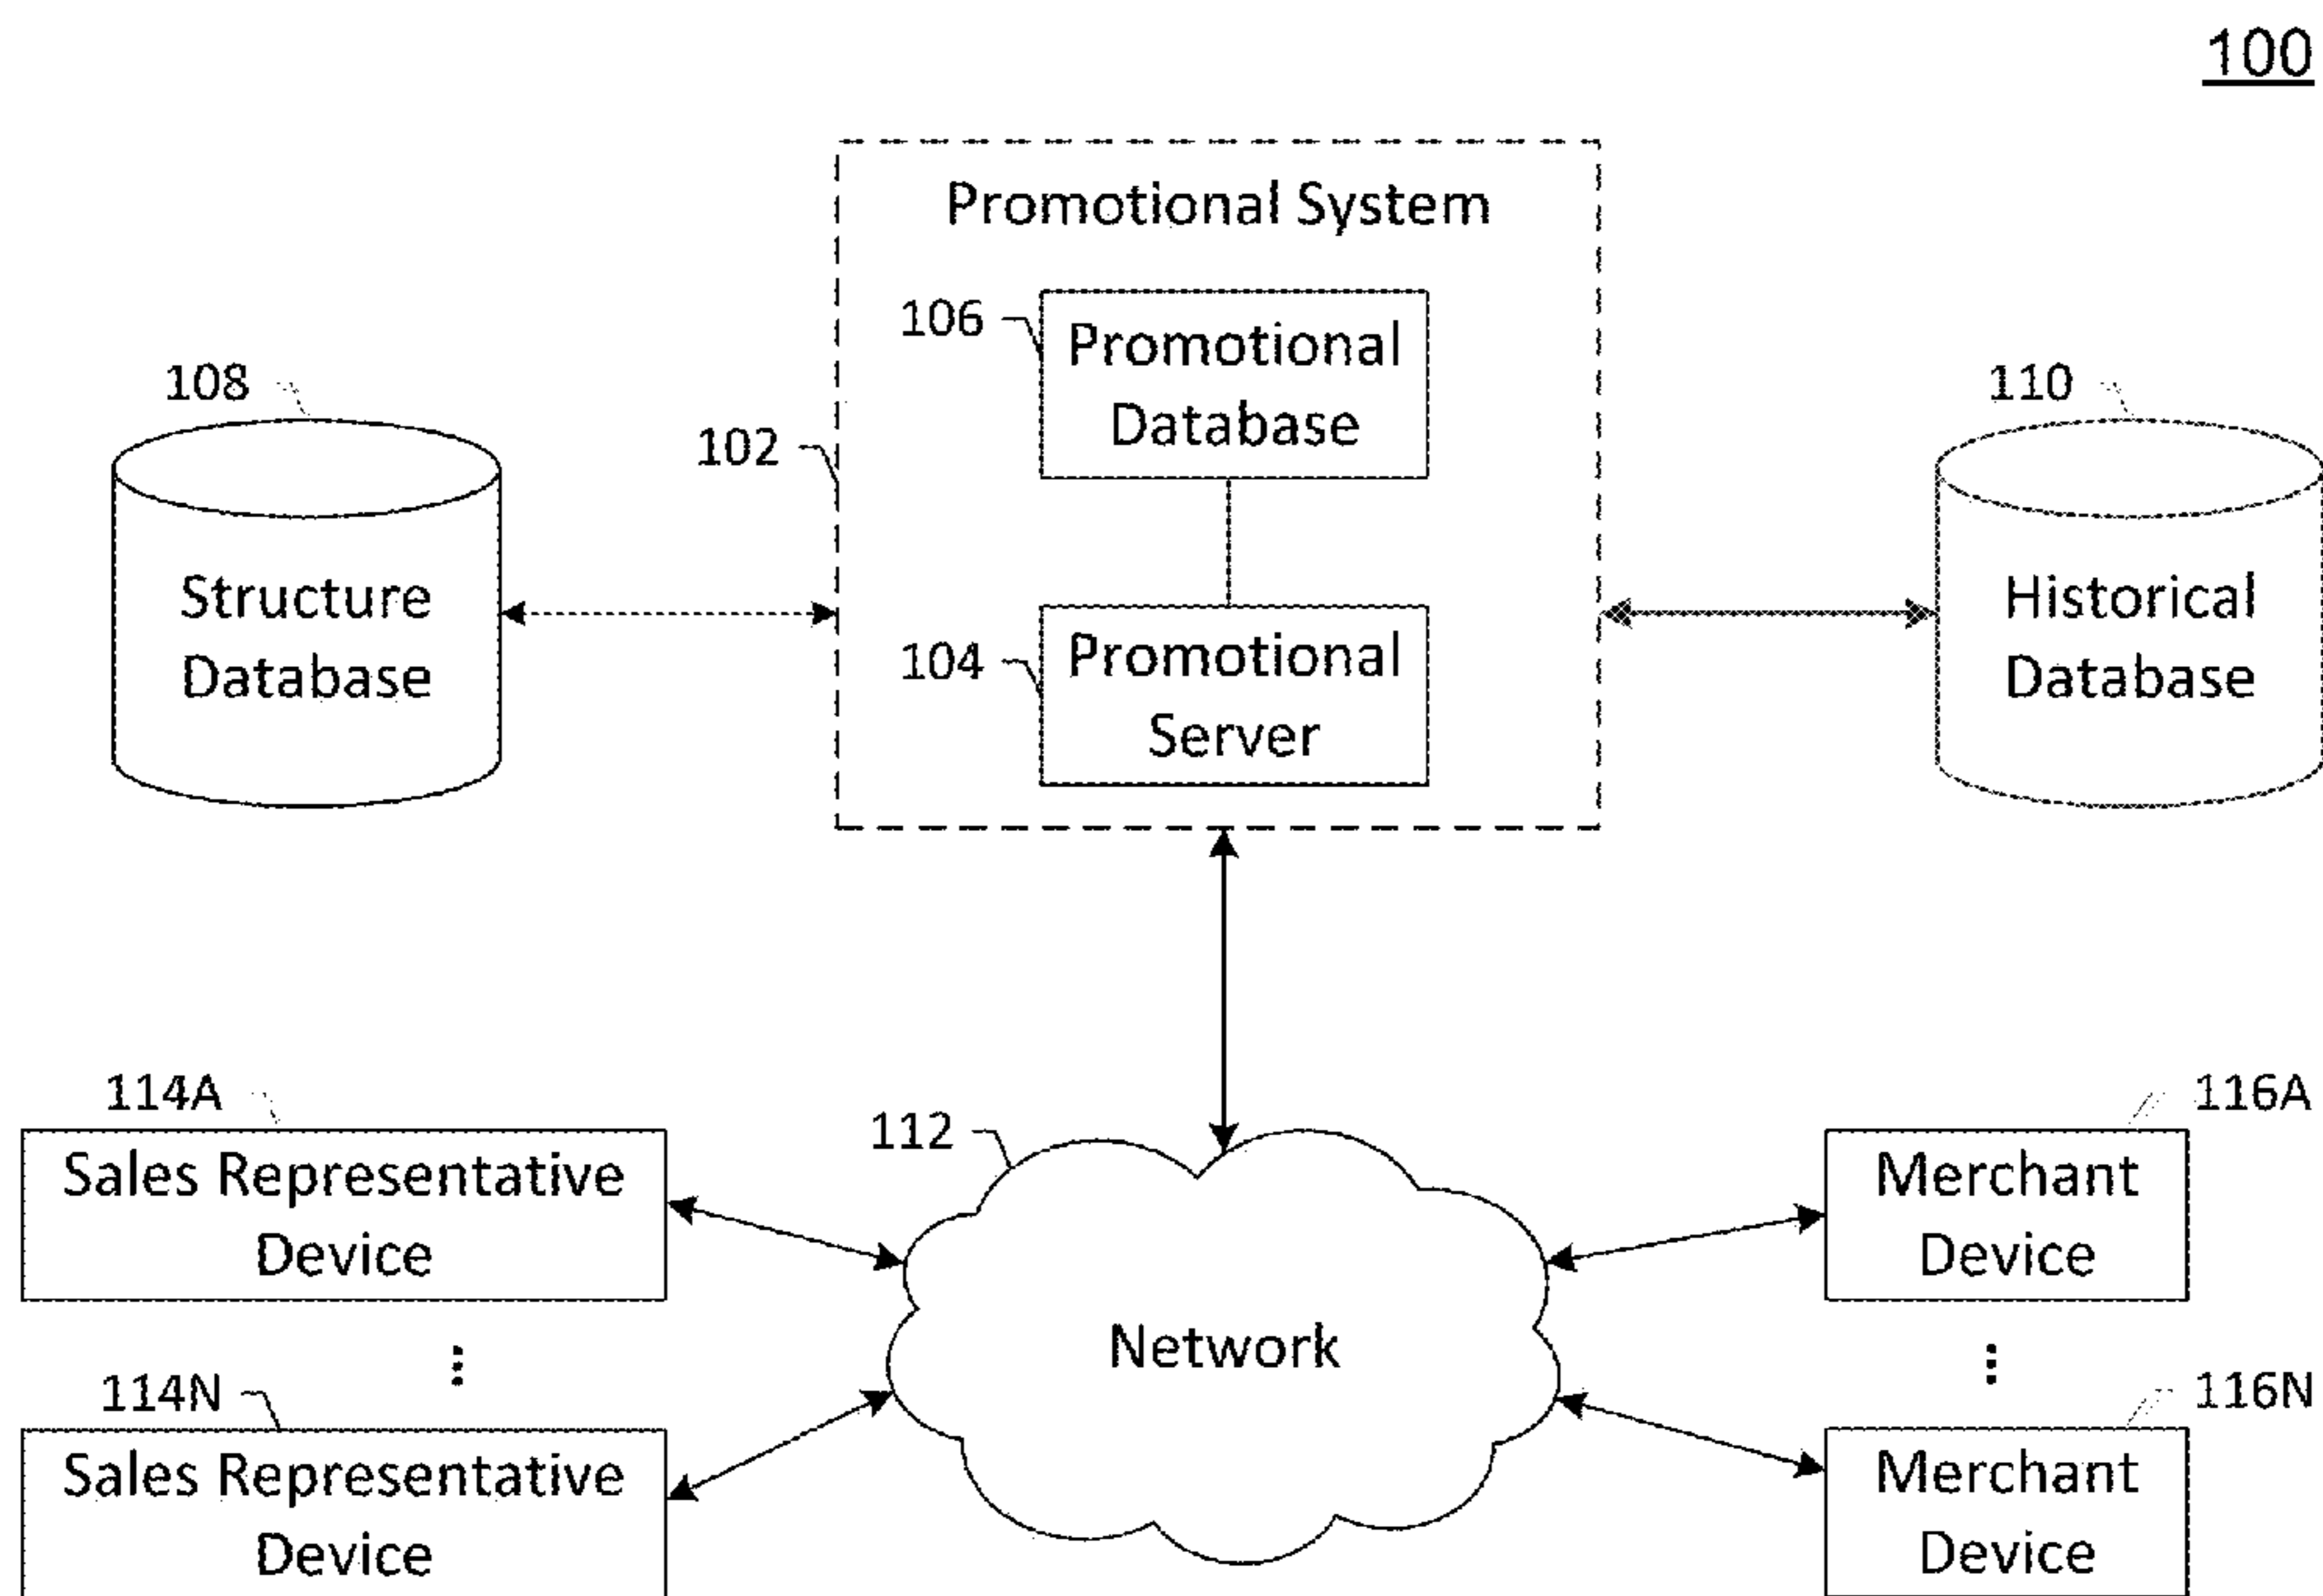 100
Promotional System
106
Promotional
Database
108
110
102
Structure
Database
Historical
Database
104
Promotional
Server
114A
116A
112
Sales Representative
Device
Merchant
Device
Network
114N
116N
Sales Representative
Device
Merchant
Device